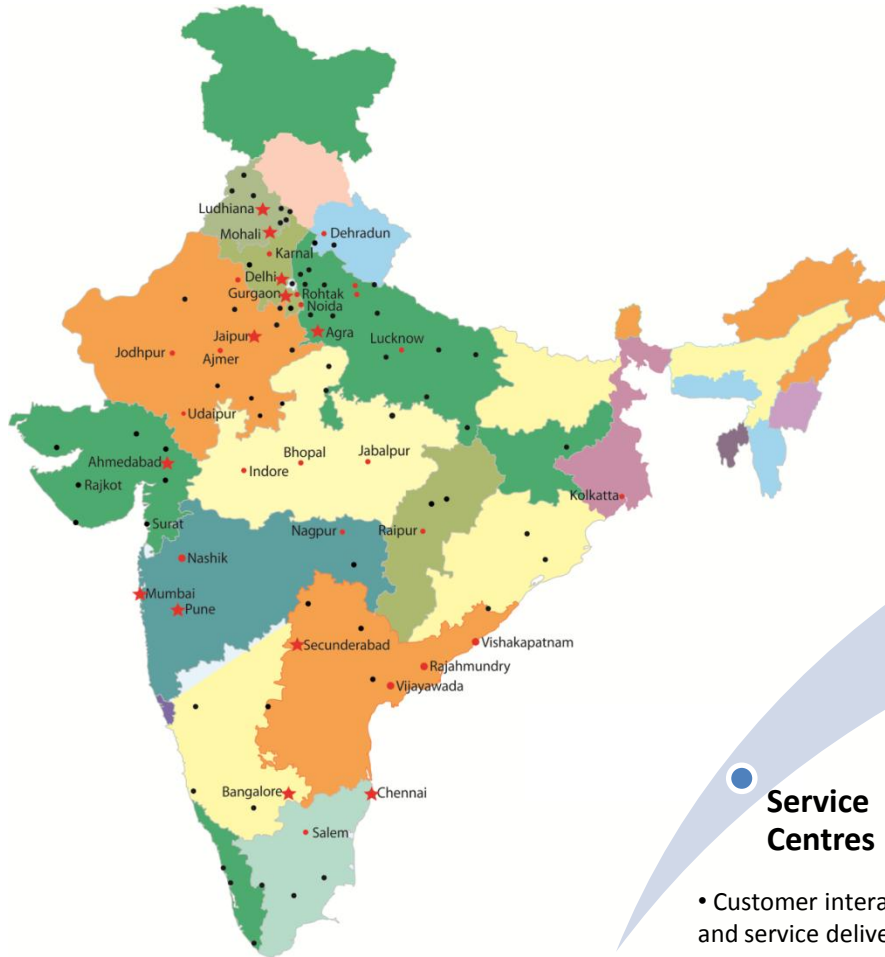 Ludhiana
Mohali
Dehradun
Karnal
Delhi
Gurgaon
Rohtak
Noida
Jaipur
Agra
Jodhpur
Ajmer
Lucknow
Udaipur
Ahmedabad
Bhopal
Jabalpur
Indore
Rajkot
Kolkatta
Surat
Nagpur
Raipur
Nashik
Mumbai
Pune
Secunderabad
Vishakapatnam
Rajahmundry
Vijayawada
Bangalore
Chennai
Salem
Service
Centres
• Customer intera
and service delive